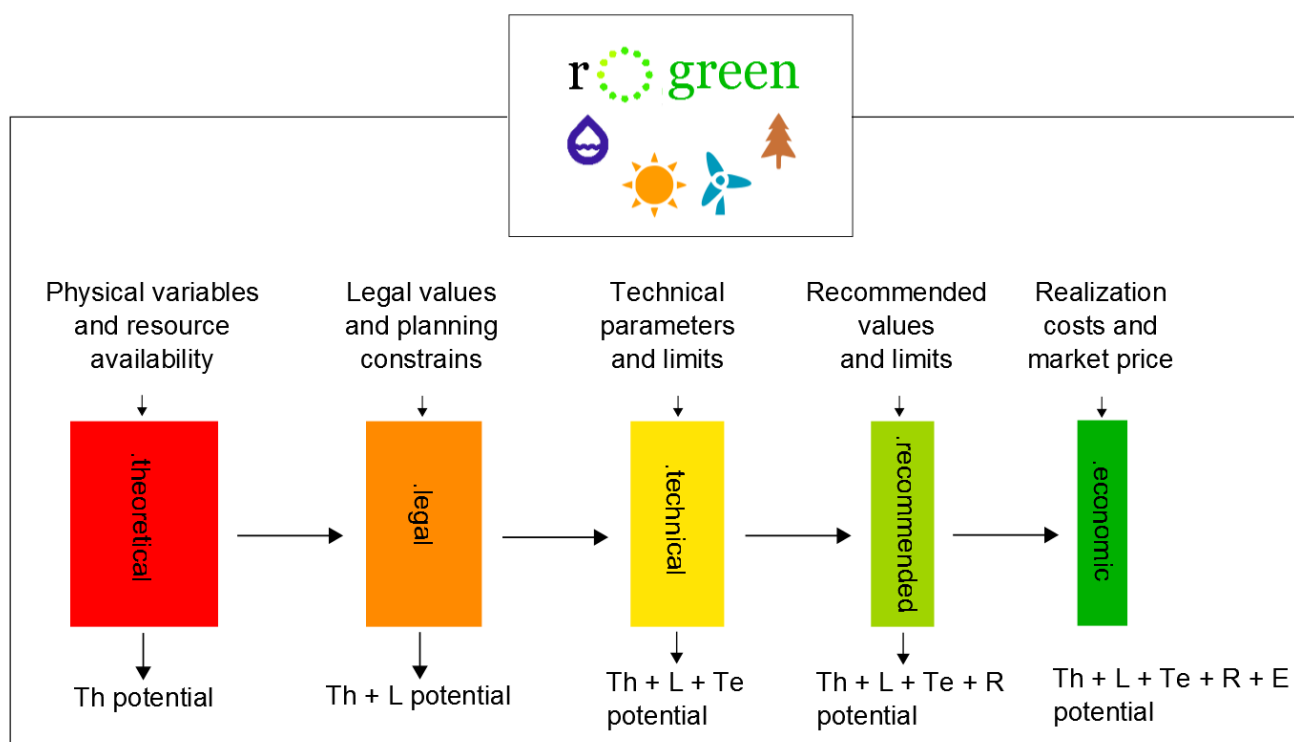 r green
Physical variables
and resource
availability
Legal values
and planning
constrains
Technical
parameters
and limits
Recommended
values
and limits
Realization
costs and
market price
.theoretical
.legal
.technical
.recommended
.economic
Th potential
Th + L potential
Th + L + Te
potential
Th + L + Te + R
potential
Th + L + Te + R + E
potential